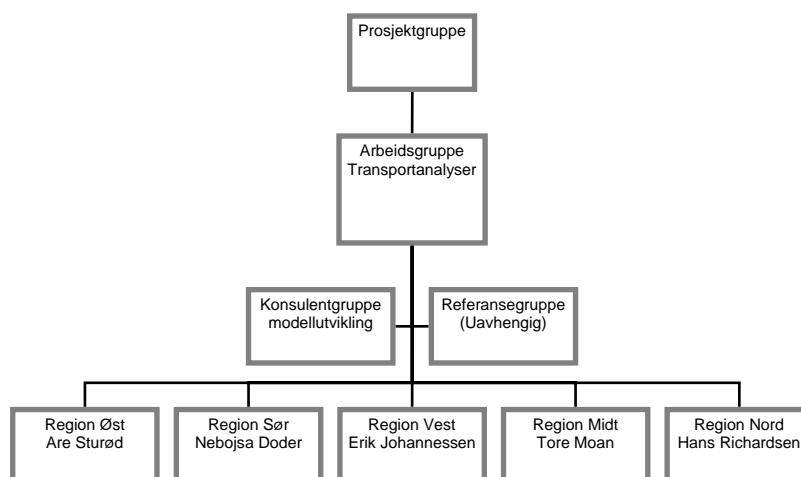 Prosjektgruppe
Arbeidsgruppe
Transportanalyser
Konsulentgruppe
modellutvikling
Referansegruppe
(Uavhengig)
Region Øst
Are Sturød
Region Sør
Nebojsa Doder
Region Vest
Erik Johannessen
Region Midt
Tore Moan
Region Nord
Hans Richardsen